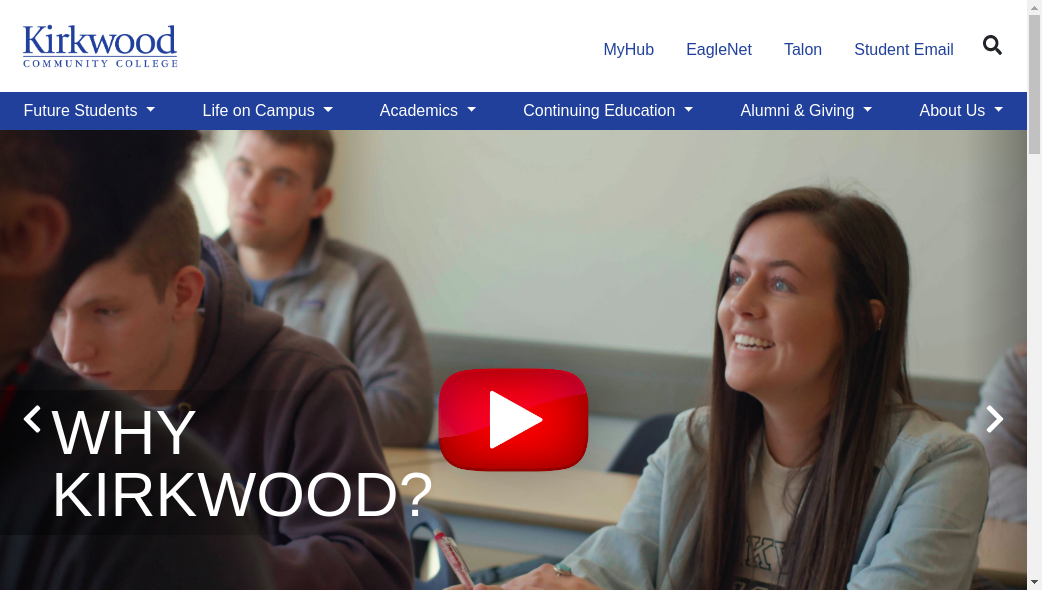 Kirkwood
COMMUNITY COLLEGE
MyHub EagleNet Talon Student Email
Future Students Life on Campus Academics Continuing Education Alumni & Giving About Us
WHY
KIRKWOOD?